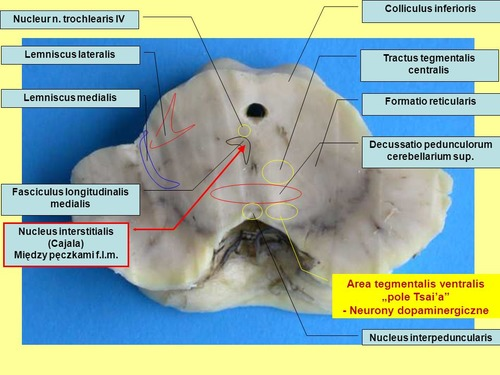 Nucleur n. trochlearis IV
Colliculus inferioris
Lemniscus lateralis
Tractus tegmentalis
centralis
Lemniscus medialis
Formatio reticularis
Decussatio pedunculorum
cerebellarium sup.
Fasciculus longitudinalis
medialis
Nucleus interstitialis
(Cajala)
Między pęczkami f.l.m.
Area tegmentalis ventralis
„pole Tsai’a”
- Neurony dopaminergiczne
Nucleus interpeduncularis